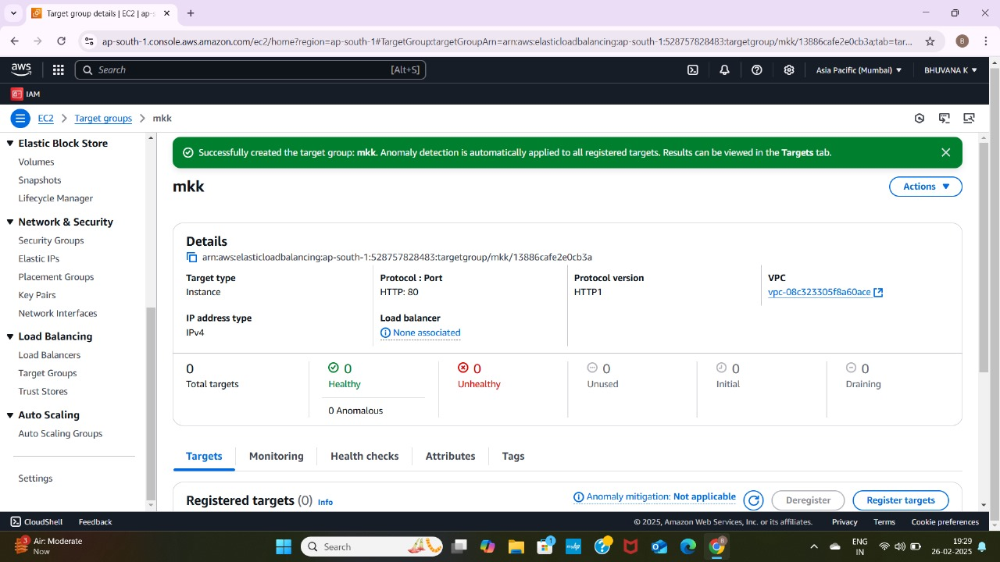 Target group details | EC2 | ap-s
ap-south-1.console.aws.amazon.com/ec2/home?region=ap-south-1#TargetGroup:targetGroupArn=arn:aws:elasticloadbalancing:ap-south-1:528757828483:targetgroup/mkk/13886cafe2e0cb3a;tab=tar...
B
aws
Search
[Alt+S]
Asia Pacific (Mumbai)
BHUVANA K
IAM
EC2
Target groups
mkk
Elastic Block Store
Volumes
Snapshots
Lifecycle Manager
Network & Security
Security Groups
Elastic IPs
Placement Groups
Key Pairs
Network Interfaces
Load Balancing
Load Balancers
Target Groups
Trust Stores
Auto Scaling
Auto Scaling Groups
Settings
Successfully created the target group: mkk. Anomaly detection is automatically applied to all registered targets. Results can be viewed in the Targets tab.
mkk
Actions
Details
arn:aws:elasticloadbalancing:ap-south-1:528757828483:targetgroup/mkk/13886cafe2e0cb3a
Target type
Instance
Protocol : Port
HTTP: 80
Protocol version
HTTP1
VPC
vpc-08c323305f8a60ace
IP address type
IPv4
Load balancer
None associated
0
Total targets
0
Healthy
0 Anomalous
0
Unhealthy
0
Unused
0
Initial
0
Draining
Targets
Monitoring
Health checks
Attributes
Tags
Registered targets (0) Info
Anomaly mitigation: Not applicable
Deregister
Register targets
CloudShell
Feedback
© 2025, Amazon Web Services, Inc. or its affiliates.
Privacy
Terms
Cookie preferences
3
Air: Moderate
Now
Search
1
myhp
B
ENG
IN
19:29
26-02-2025